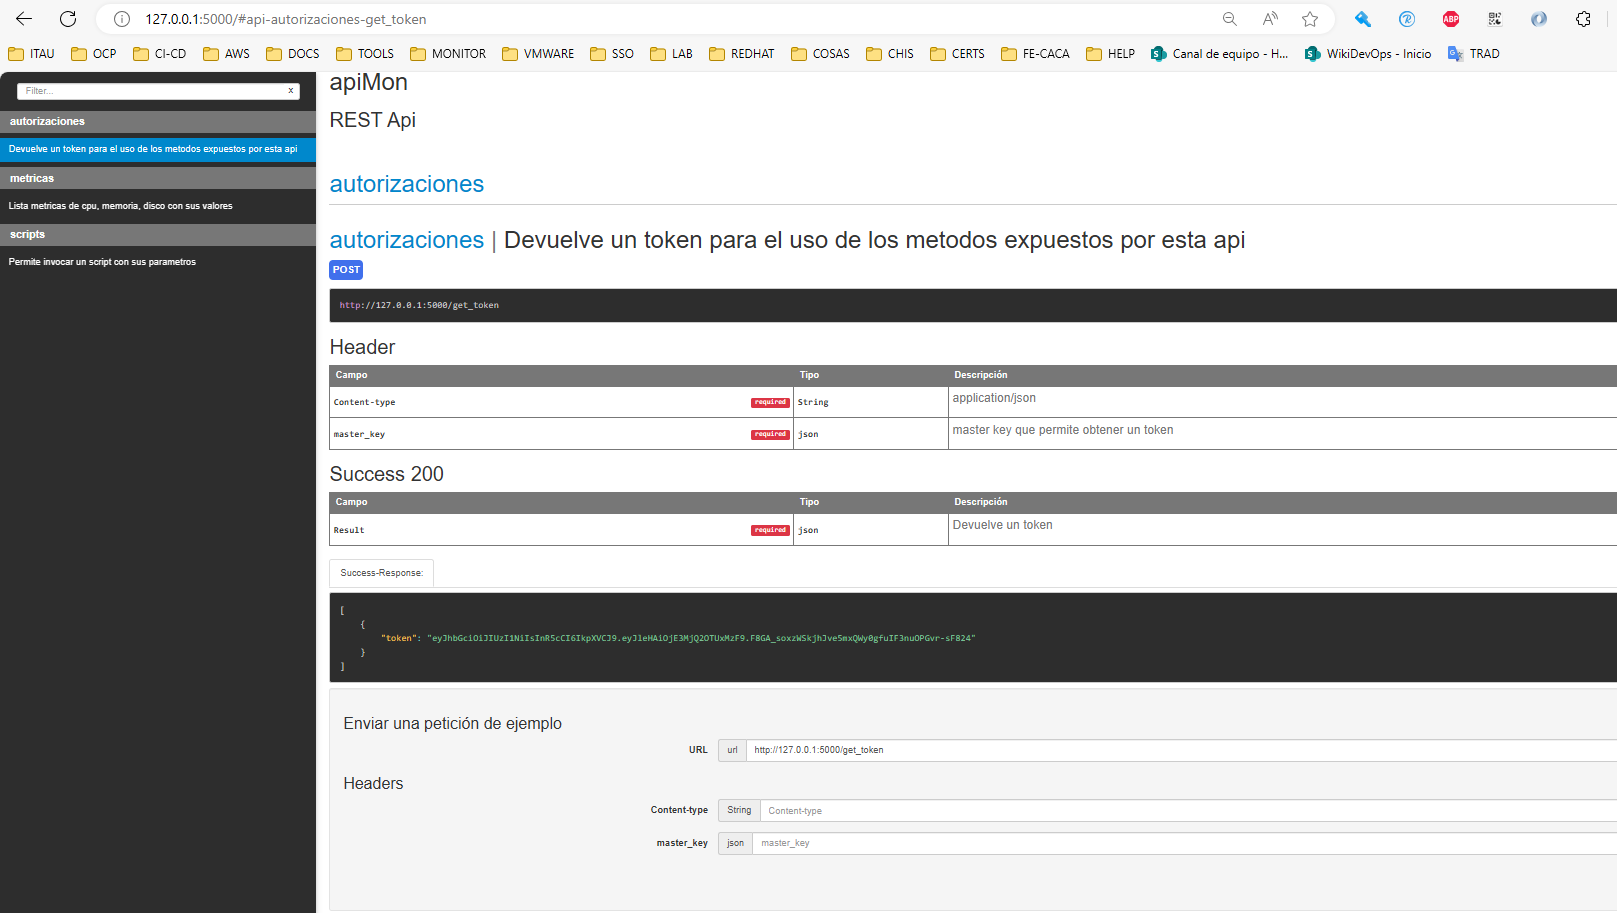 127.0.0.1:5000/#api-autorizaciones-get_token
ITAU OCP CI-CD AWS DOCS TOOLS MONITOR VMWARE SSO LAB REDHAT COSAS CHIS CERTS FE-CACA HELP Canal de equipo - H... WikiDevOps - Inicio TRAD
Filter... x
autorizaciones
Devuelve un token para el uso de los metodos expuestos por esta api
metricas
Lista metricas de cpu, memoria, disco con sus valores
scripts
Permite invocar un script con sus parametros
apiMon
REST Api
autorizaciones
autorizaciones | Devuelve un token para el uso de los metodos expuestos por esta api
POST
http://127.0.0.1:5000/get_token
Header
Campo Tipo Descripción
Content-type required String application/json
master_key required json master key que permite obtener un token
Success 200
Campo Tipo Descripción
Result required json Devuelve un token
Success-Response:
[
{
"token": "eyJhbGciOiJIUzI1NiIsInR5cCI6IkpXVCJ9.eyJleHAiOjE3MjQ2OTUxMzF9.F8GA_soxzWSkjhJve5mxQWy0gfuIF3nuOPGvr-sF824"
}
]
Enviar una petición de ejemplo
URL url http://127.0.0.1:5000/get_token
Headers
Content-type String Content-type
master_key json master_key